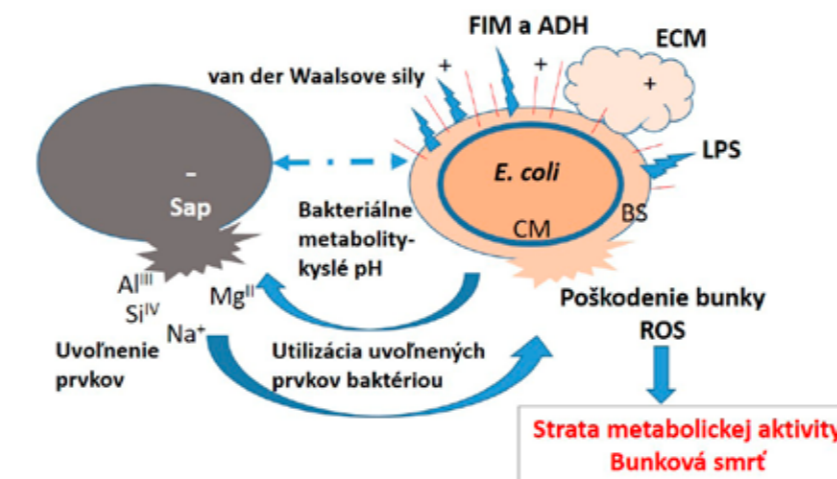 FIM a ADH
ECM
van der Waalsove sily
+
+
+
LPS
E. coli
–
Sap
BS
CM
Bakteriálne
metabolity-
kyslé pH
Al^III
Mg^II
Si^IV
Na⁺
Uvoľnenie
prvkov
Utilizácia uvoľnených
prvkov baktériou
Poškodenie bunky
ROS
Strata metabolickej aktivity
Bunková smrť